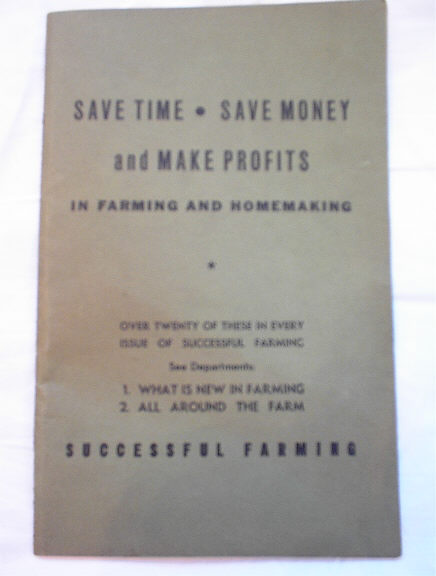 SAVE TIME • SAVE MONEY
and MAKE PROFITS
IN FARMING AND HOMEMAKING
*
OVER TWENTY OF THESE IN EVERY
ISSUE OF SUCCESSFUL FARMING
See Departments:
1. WHAT IS NEW IN FARMING
2. ALL AROUND THE FARM
SUCCESSFUL FARMING